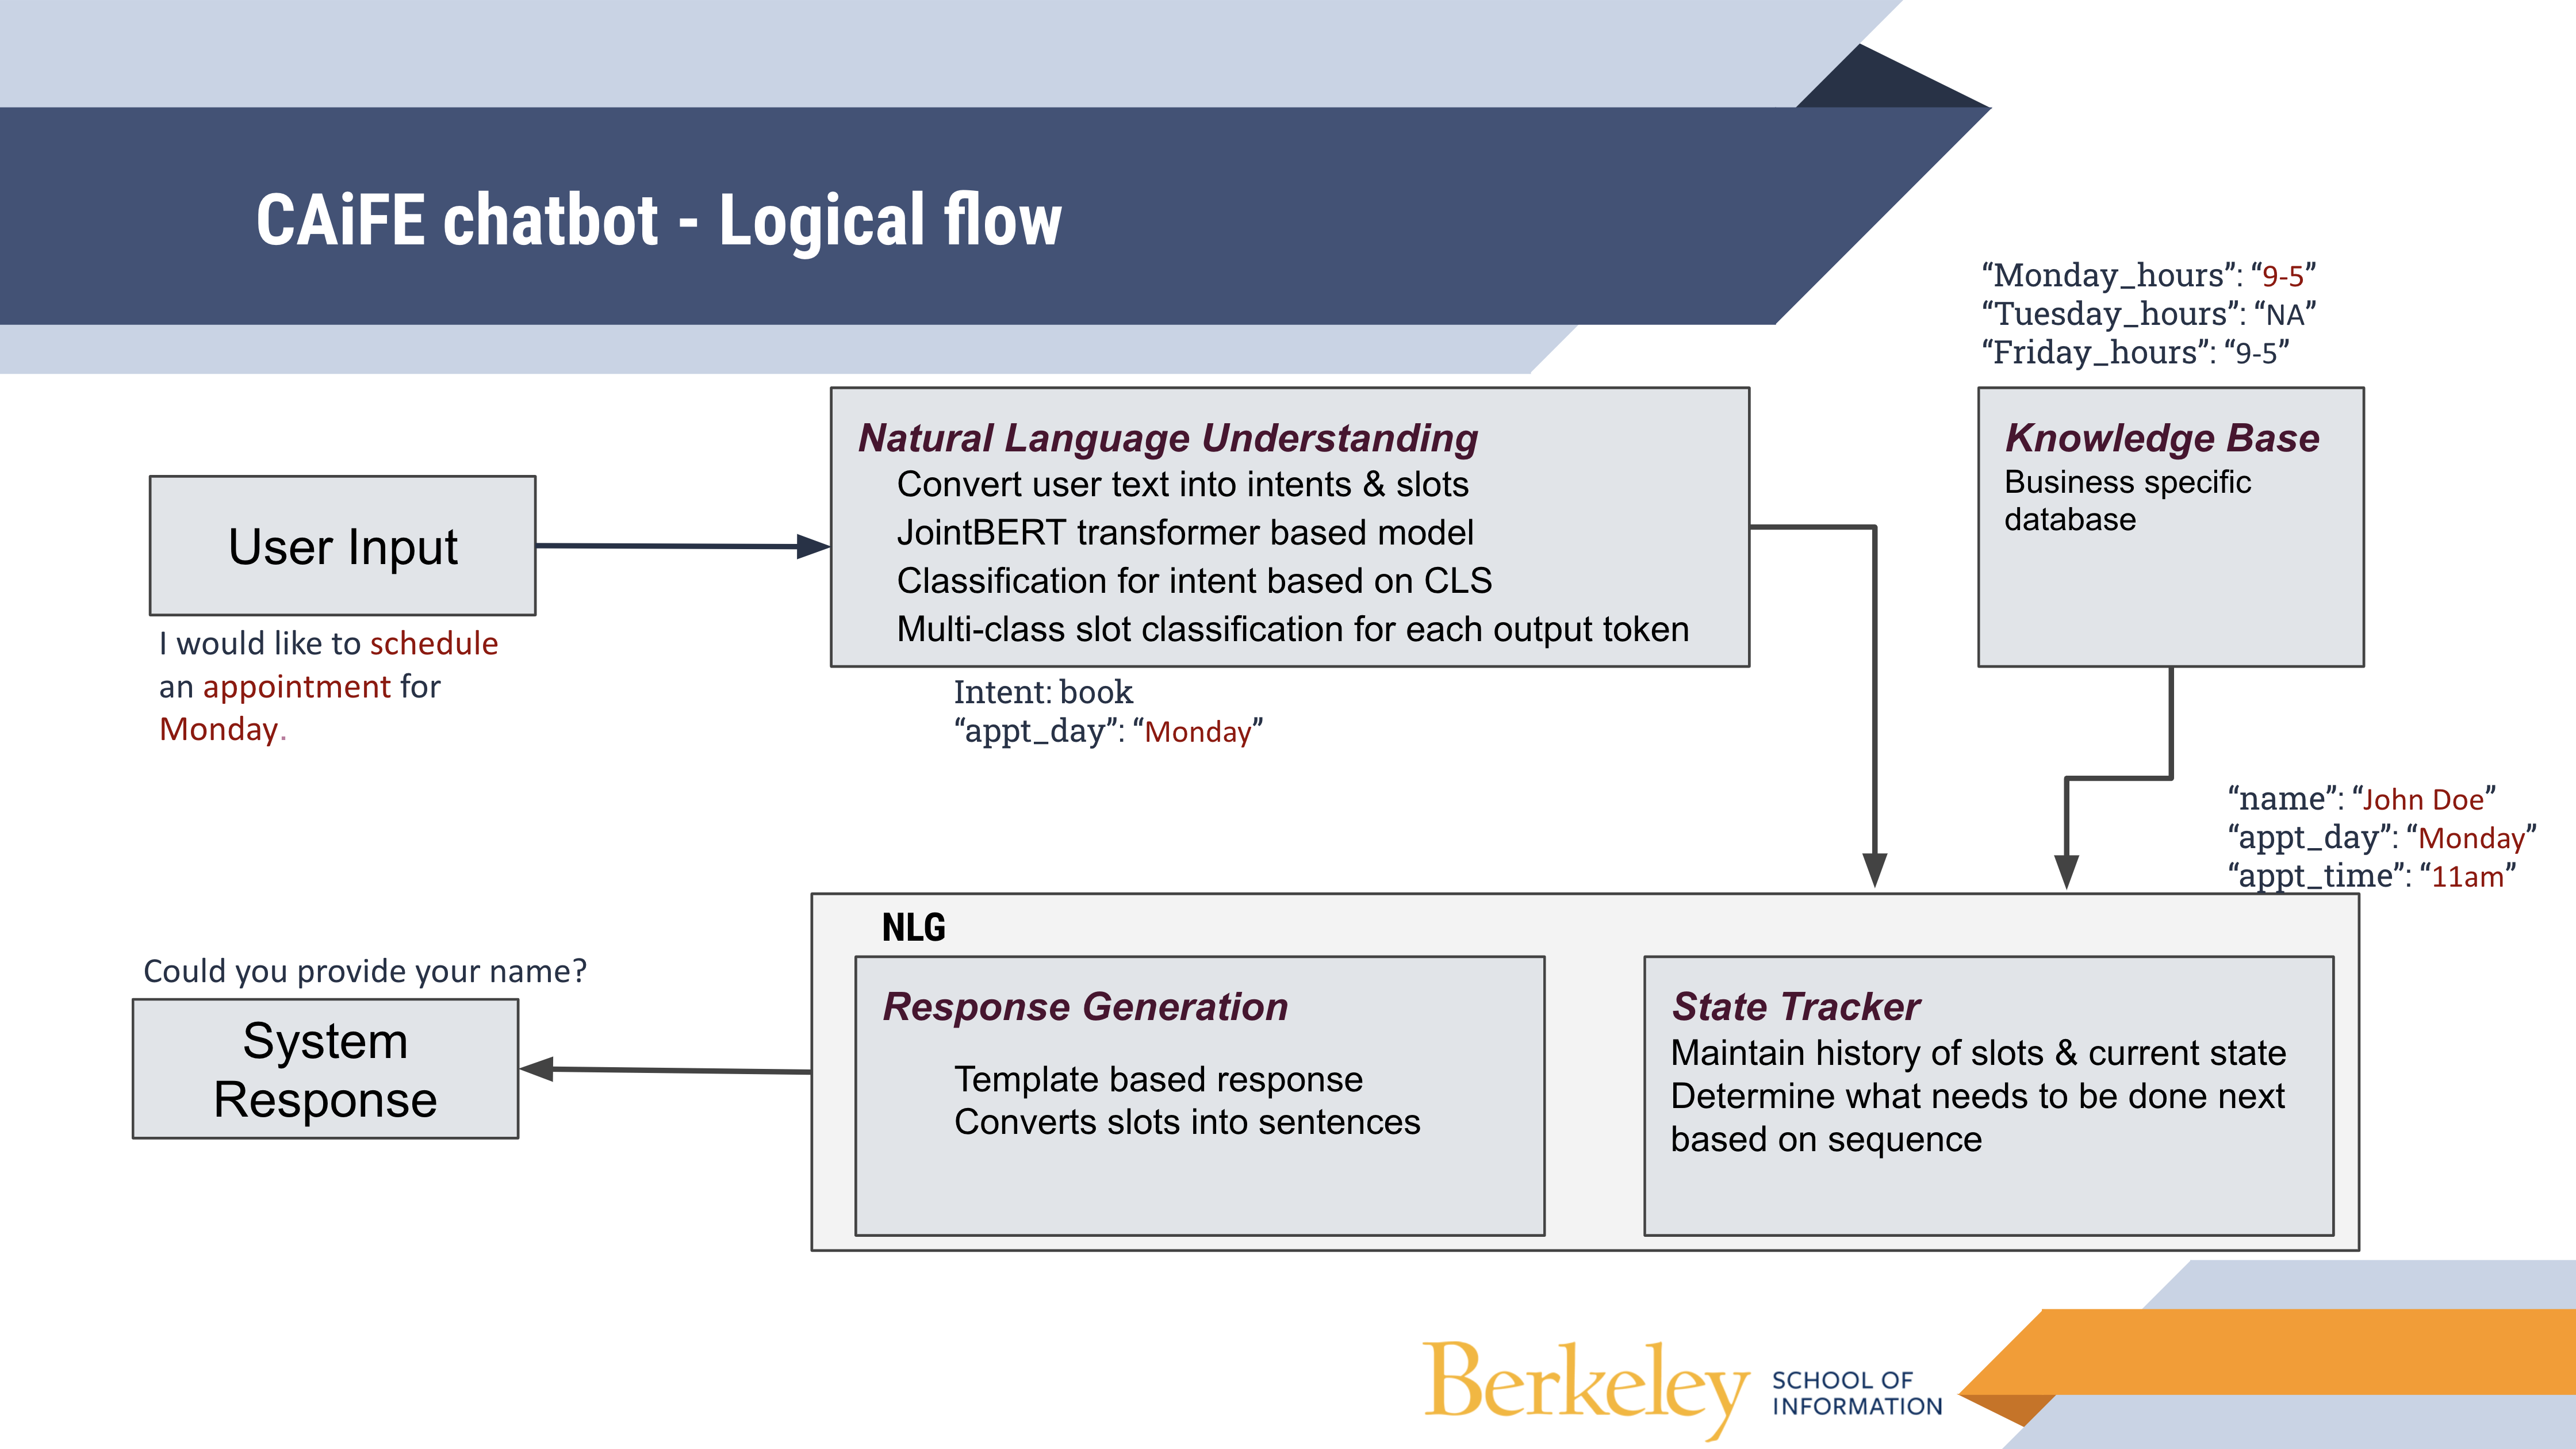 CAiFE chatbot - Logical flow
“Monday_hours”: “9-5”
“Tuesday_hours”: “NA”
“Friday_hours”: “9-5”
User Input
I would like to schedule
an appointment for
Monday.
Natural Language Understanding
Convert user text into intents & slots
JointBERT transformer based model
Classification for intent based on CLS
Multi-class slot classification for each output token
Intent: book
“appt_day”: “Monday”
Knowledge Base
Business specific
database
“name”: “John Doe”
“appt_day”: “Monday”
“appt_time”: “11am”
NLG
Response Generation
Template based response
Converts slots into sentences
State Tracker
Maintain history of slots & current state
Determine what needs to be done next
based on sequence
Could you provide your name?
System
Response
Berkeley
SCHOOL OF
INFORMATION